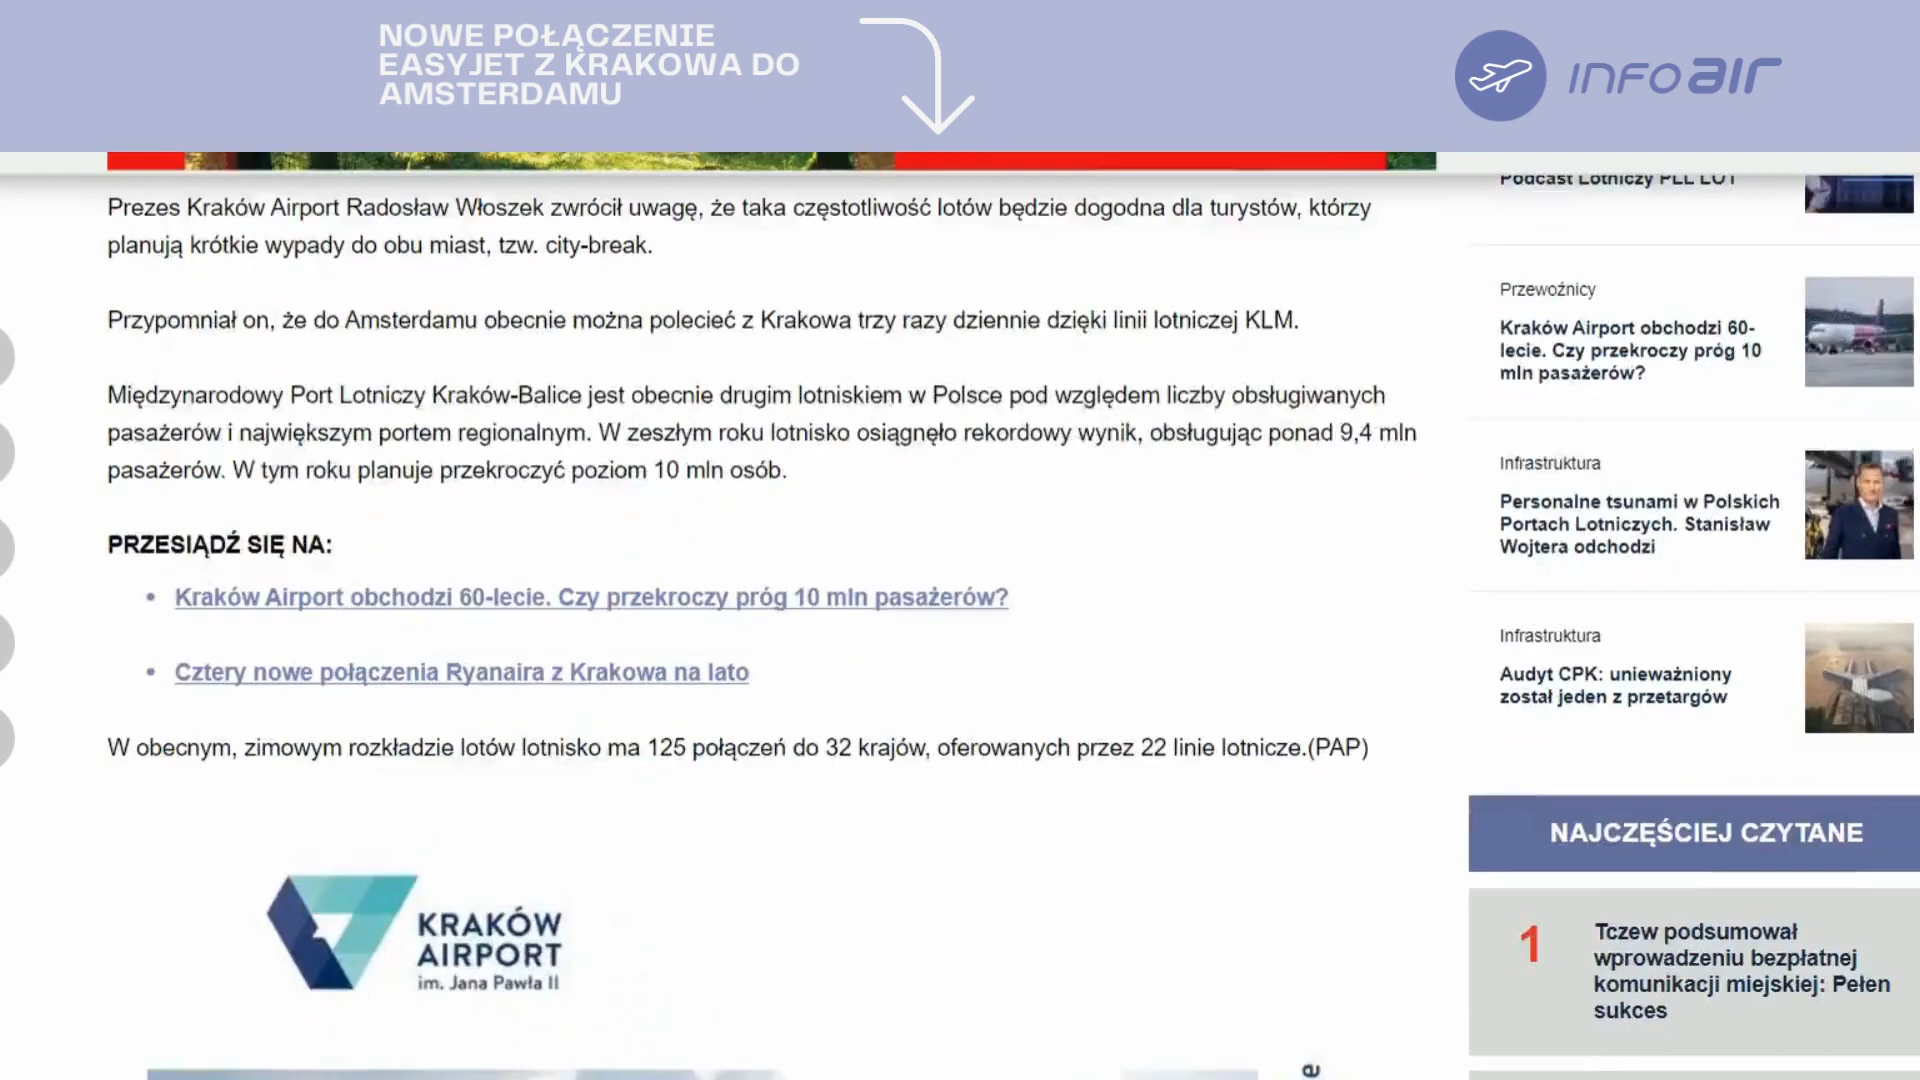 NOWE POŁĄCZENIE
EASYJET Z KRAKOWA DO
AMSTERDAMU
INFOAIR
Prezes Kraków Airport Radosław Włoszek zwrócił uwagę, że taka częstotliwość lotów będzie dogodna dla turystów, którzy
planują krótkie wypady do obu miast, tzw. city-break.
Przypomniał on, że do Amsterdamu obecnie można polecieć z Krakowa trzy razy dziennie dzięki linii lotniczej KLM.
Międzynarodowy Port Lotniczy Kraków-Balice jest obecnie drugim lotniskiem w Polsce pod względem liczby obsługiwanych
pasażerów i największym portem regionalnym. W zeszłym roku lotnisko osiągnęło rekordowy wynik, obsługując ponad 9,4 mln
pasażerów. W tym roku planuje przekroczyć poziom 10 mln osób.
PRZESIĄDŹ SIĘ NA:
• Kraków Airport obchodzi 60-lecie. Czy przekroczy próg 10 mln pasażerów?
• Cztery nowe połączenia Ryanaira z Krakowa na lato
W obecnym, zimowym rozkładzie lotów lotnisko ma 125 połączeń do 32 krajów, oferowanych przez 22 linie lotnicze.(PAP)
KRAKÓW
AIRPORT
im. Jana Pawła II
Podcast Lotniczy PLL LOT
Przewoźnicy
Kraków Airport obchodzi 60-
lecie. Czy przekroczy próg 10
mln pasażerów?
Infrastruktura
Personalne tsunami w Polskich
Portach Lotniczych. Stanisław
Wojtera odchodzi
Infrastruktura
Audyt CPK: unieważniony
został jeden z przetargów
NAJCZĘŚCIEJ CZYTANE
1
Tczew podsumował
wprowadzeniu bezpłatnej
komunikacji miejskiej: Pełen
sukces